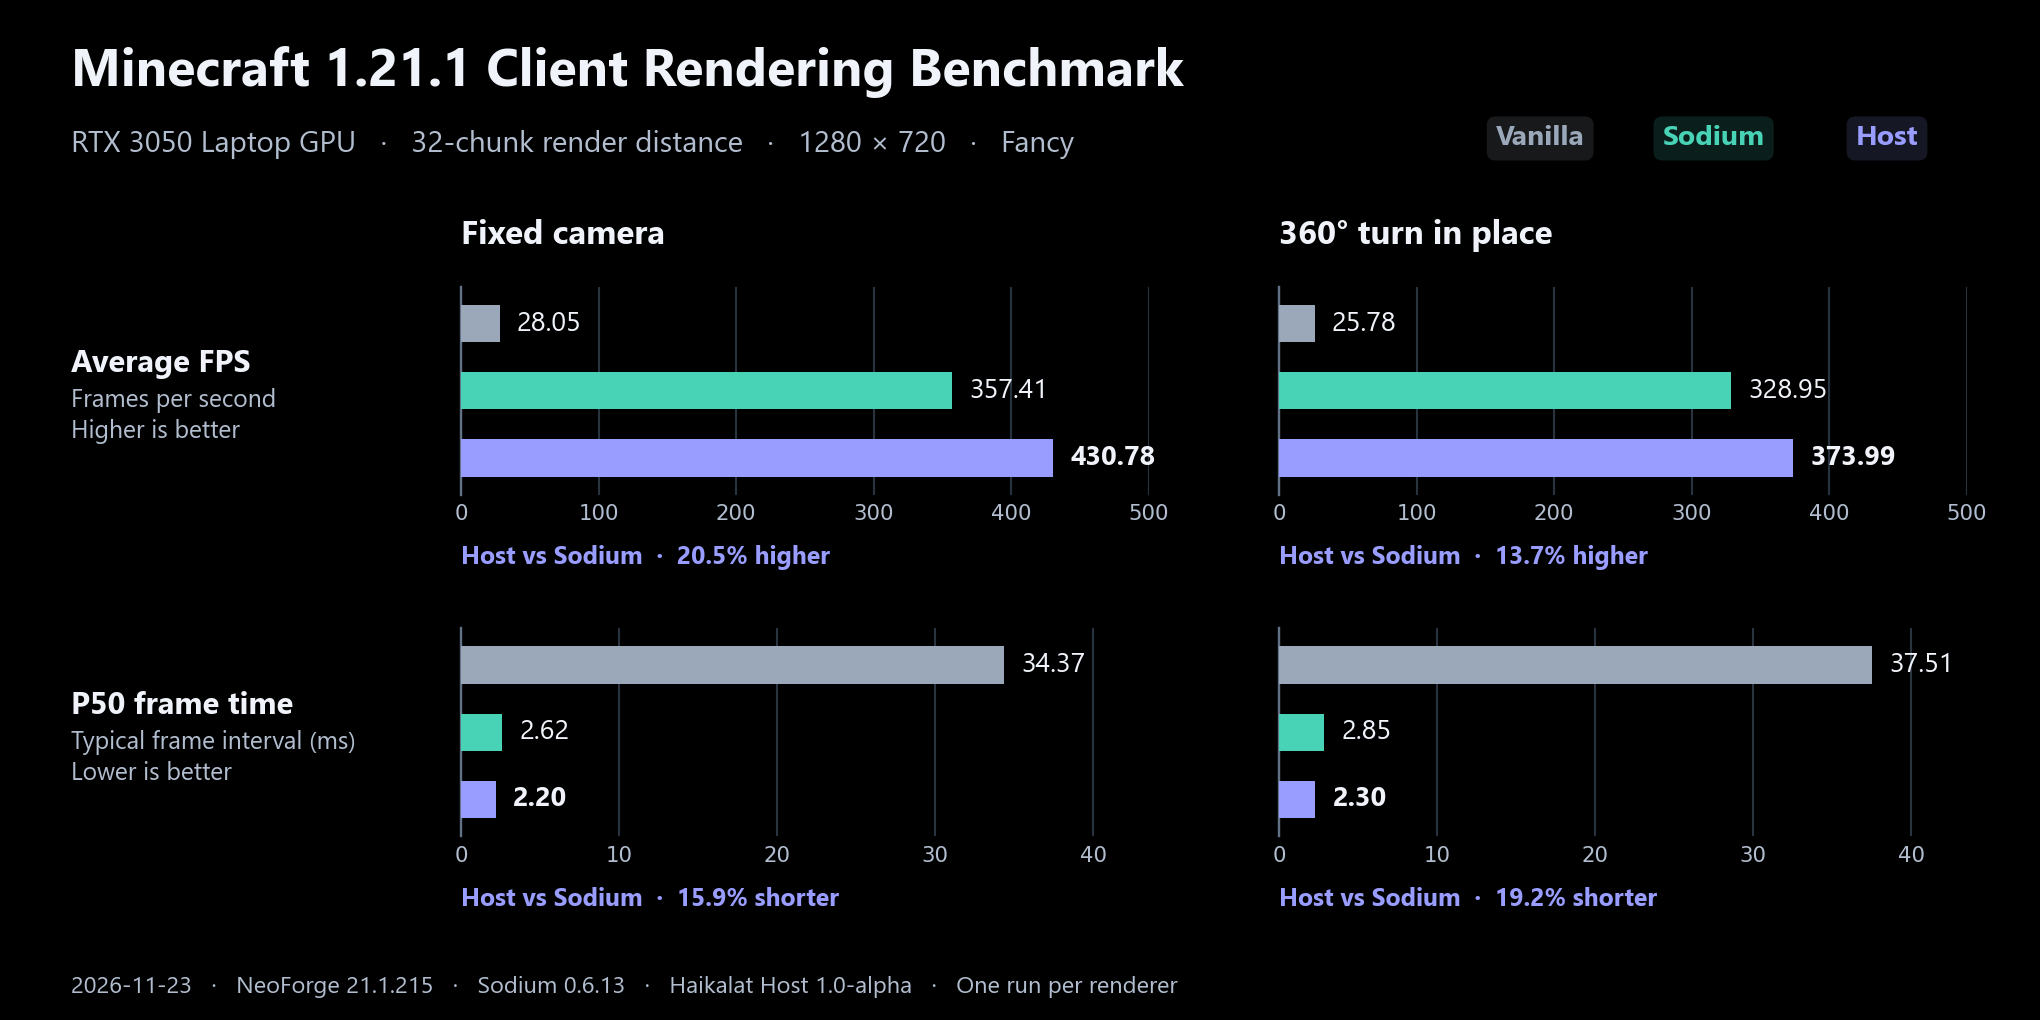 Minecraft 1.21.1 Client Rendering Benchmark
RTX 3050 Laptop GPU · 32-chunk render distance · 1280 × 720 · Fancy
Vanilla Sodium Host
Fixed camera
360° turn in place
Average FPS
Frames per second
Higher is better
28.05
357.41
430.78
0 100 200 300 400 500
Host vs Sodium · 20.5% higher
25.78
328.95
373.99
0 100 200 300 400 500
Host vs Sodium · 13.7% higher
P50 frame time
Typical frame interval (ms)
Lower is better
34.37
2.62
2.20
0 10 20 30 40
Host vs Sodium · 15.9% shorter
37.51
2.85
2.30
0 10 20 30 40
Host vs Sodium · 19.2% shorter
2026-11-23 · NeoForge 21.1.215 · Sodium 0.6.13 · Haikalat Host 1.0-alpha · One run per renderer